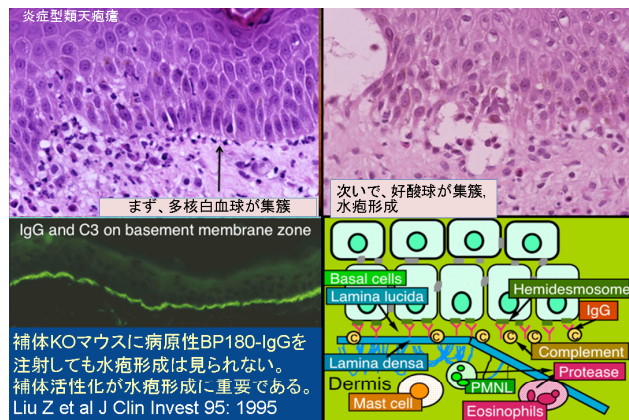 炎症型類天疱瘡
まず、多核白血球が集簇
次いで、好酸球が集簇,
水疱形成
IgG and C3 on basement membrane zone
補体KOマウスに病原性BP180-IgGを
注射しても水疱形成は見られない。
補体活性化が水疱形成に重要である。
Liu Z et al J Clin Invest 95: 1995
Basal cells
Lamina lucida
Hemidesmosome
IgG
C C C C C
Complement
Lamina densa
Protease
Dermis
PMNL
Mast cell
Eosinophils